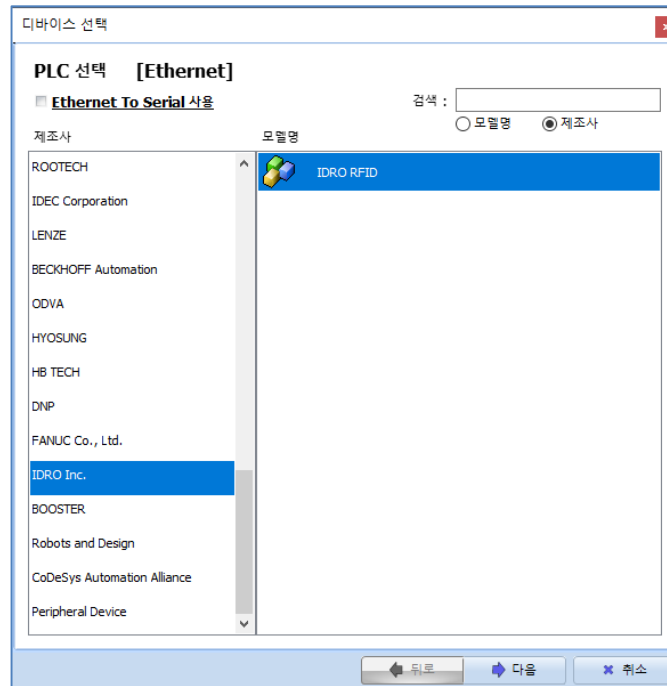 디바이스 선택
PLC 선택 [Ethernet]
Ethernet To Serial 사용
검색 :
모델명 제조사
제조사 모델명
ROOTECH
IDRO RFID
IDEC Corporation
LENZE
BECKHOFF Automation
ODVA
HYOSUNG
HB TECH
DNP
FANUC Co., Ltd.
IDRO Inc.
BOOSTER
Robots and Design
CoDeSys Automation Alliance
Peripheral Device
뒤로 다음 취소